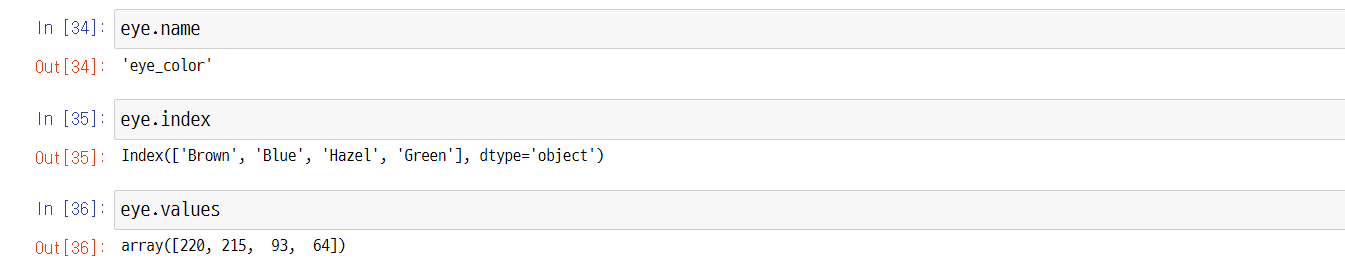 In [34]: eye.name
Out[34]: 'eye_color'
In [35]: eye.index
Out[35]: Index(['Brown', 'Blue', 'Hazel', 'Green'], dtype='object')
In [36]: eye.values
Out[36]: array([220, 215,  93,  64])